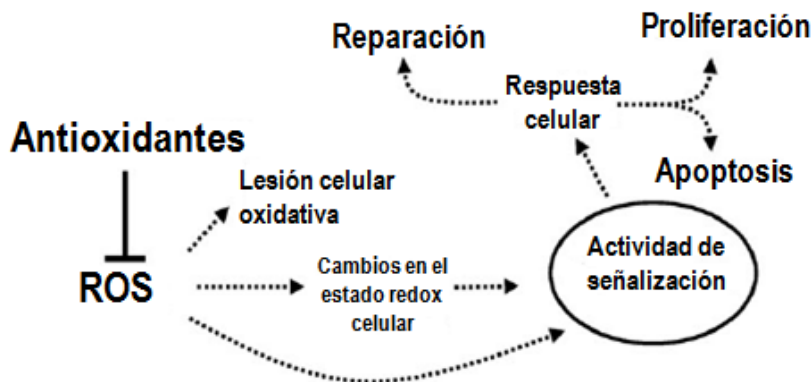 Reparación
Proliferación
Respuesta
celular
Antioxidantes
Apoptosis
Lesión celular
oxidativa
Actividad de
señalización
ROS
Cambios en el
estado redox
celular